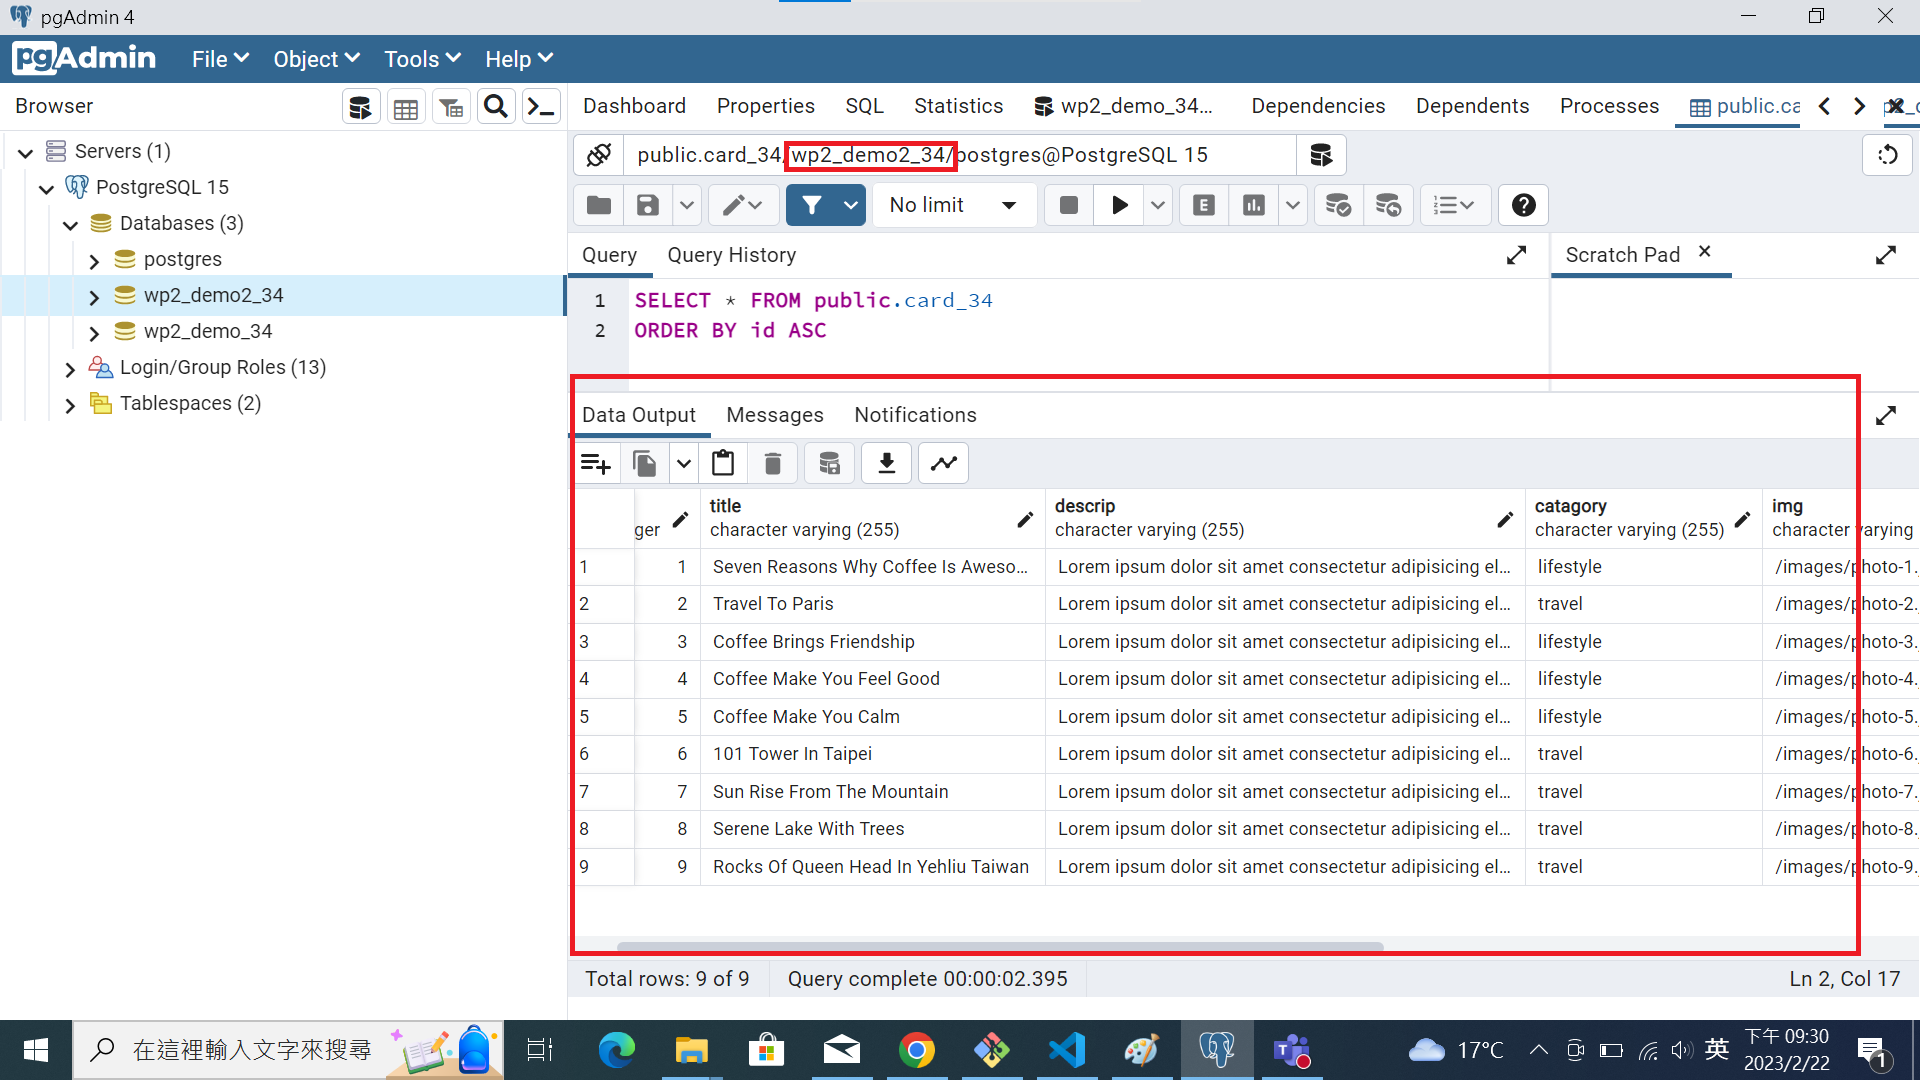 pgAdmin 4
pgAdmin File Object Tools Help
Browser
Servers (1)
PostgreSQL 15
Databases (3)
postgres
wp2_demo2_34
wp2_demo_34
Login/Group Roles (13)
Tablespaces (2)
Dashboard Properties SQL Statistics wp2_demo_34... Dependencies Dependents Processes public.ca
public.card_34/wp2_demo2_34/postgres@PostgreSQL 15
No limit
E
Query Query History
Scratch Pad
1 SELECT * FROM public.card_34
2 ORDER BY id ASC
Data Output Messages Notifications
title descrip catagory img
ger character varying (255) character varying (255) character varying (255) character varying
1 1 Seven Reasons Why Coffee Is Aweso... Lorem ipsum dolor sit amet consectetur adipisicing el... lifestyle /images/photo-1.
2 2 Travel To Paris Lorem ipsum dolor sit amet consectetur adipisicing el... travel /images/photo-2.
3 3 Coffee Brings Friendship Lorem ipsum dolor sit amet consectetur adipisicing el... lifestyle /images/photo-3.
4 4 Coffee Make You Feel Good Lorem ipsum dolor sit amet consectetur adipisicing el... lifestyle /images/photo-4.
5 5 Coffee Make You Calm Lorem ipsum dolor sit amet consectetur adipisicing el... lifestyle /images/photo-5.
6 6 101 Tower In Taipei Lorem ipsum dolor sit amet consectetur adipisicing el... travel /images/photo-6.
7 7 Sun Rise From The Mountain Lorem ipsum dolor sit amet consectetur adipisicing el... travel /images/photo-7.
8 8 Serene Lake With Trees Lorem ipsum dolor sit amet consectetur adipisicing el... travel /images/photo-8.
9 9 Rocks Of Queen Head In Yehliu Taiwan Lorem ipsum dolor sit amet consectetur adipisicing el... travel /images/photo-9.
Total rows: 9 of 9 Query complete 00:00:02.395 Ln 2, Col 17
在這裡輸入文字來搜尋
17°C 英 下午 09:30
2023/2/22
1